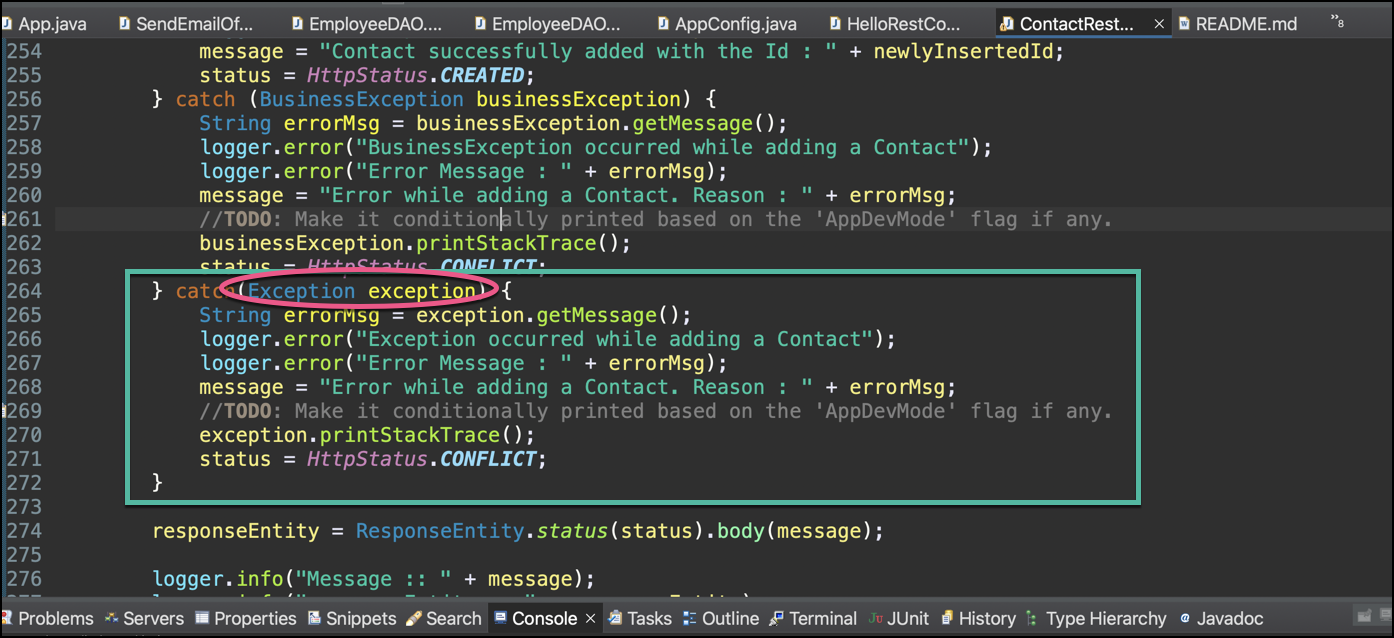 App.java SendEmailOf... EmployeeDAO.... EmployeeDAO... AppConfig.java HelloRestCo... ContactRest... README.md »8
254 message = "Contact successfully added with the Id : " + newlyInsertedId;
255 status = HttpStatus.CREATED;
256 } catch (BusinessException businessException) {
257 String errorMsg = businessException.getMessage();
258 logger.error("BusinessException occurred while adding a Contact");
259 logger.error("Error Message : " + errorMsg);
260 message = "Error while adding a Contact. Reason : " + errorMsg;
261 //TODO: Make it conditionally printed based on the 'AppDevMode' flag if any.
262 businessException.printStackTrace();
263 status = HttpStatus.CONFLICT;
264 } catch(Exception exception) {
265 String errorMsg = exception.getMessage();
266 logger.error("Exception occurred while adding a Contact");
267 logger.error("Error Message : " + errorMsg);
268 message = "Error while adding a Contact. Reason : " + errorMsg;
269 //TODO: Make it conditionally printed based on the 'AppDevMode' flag if any.
270 exception.printStackTrace();
271 status = HttpStatus.CONFLICT;
272 }
273
274 responseEntity = ResponseEntity.status(status).body(message);
275
276 logger.info("Message :: " + message);
Problems Servers Properties Snippets Search Console Tasks Outline Terminal JUnit History Type Hierarchy Javadoc